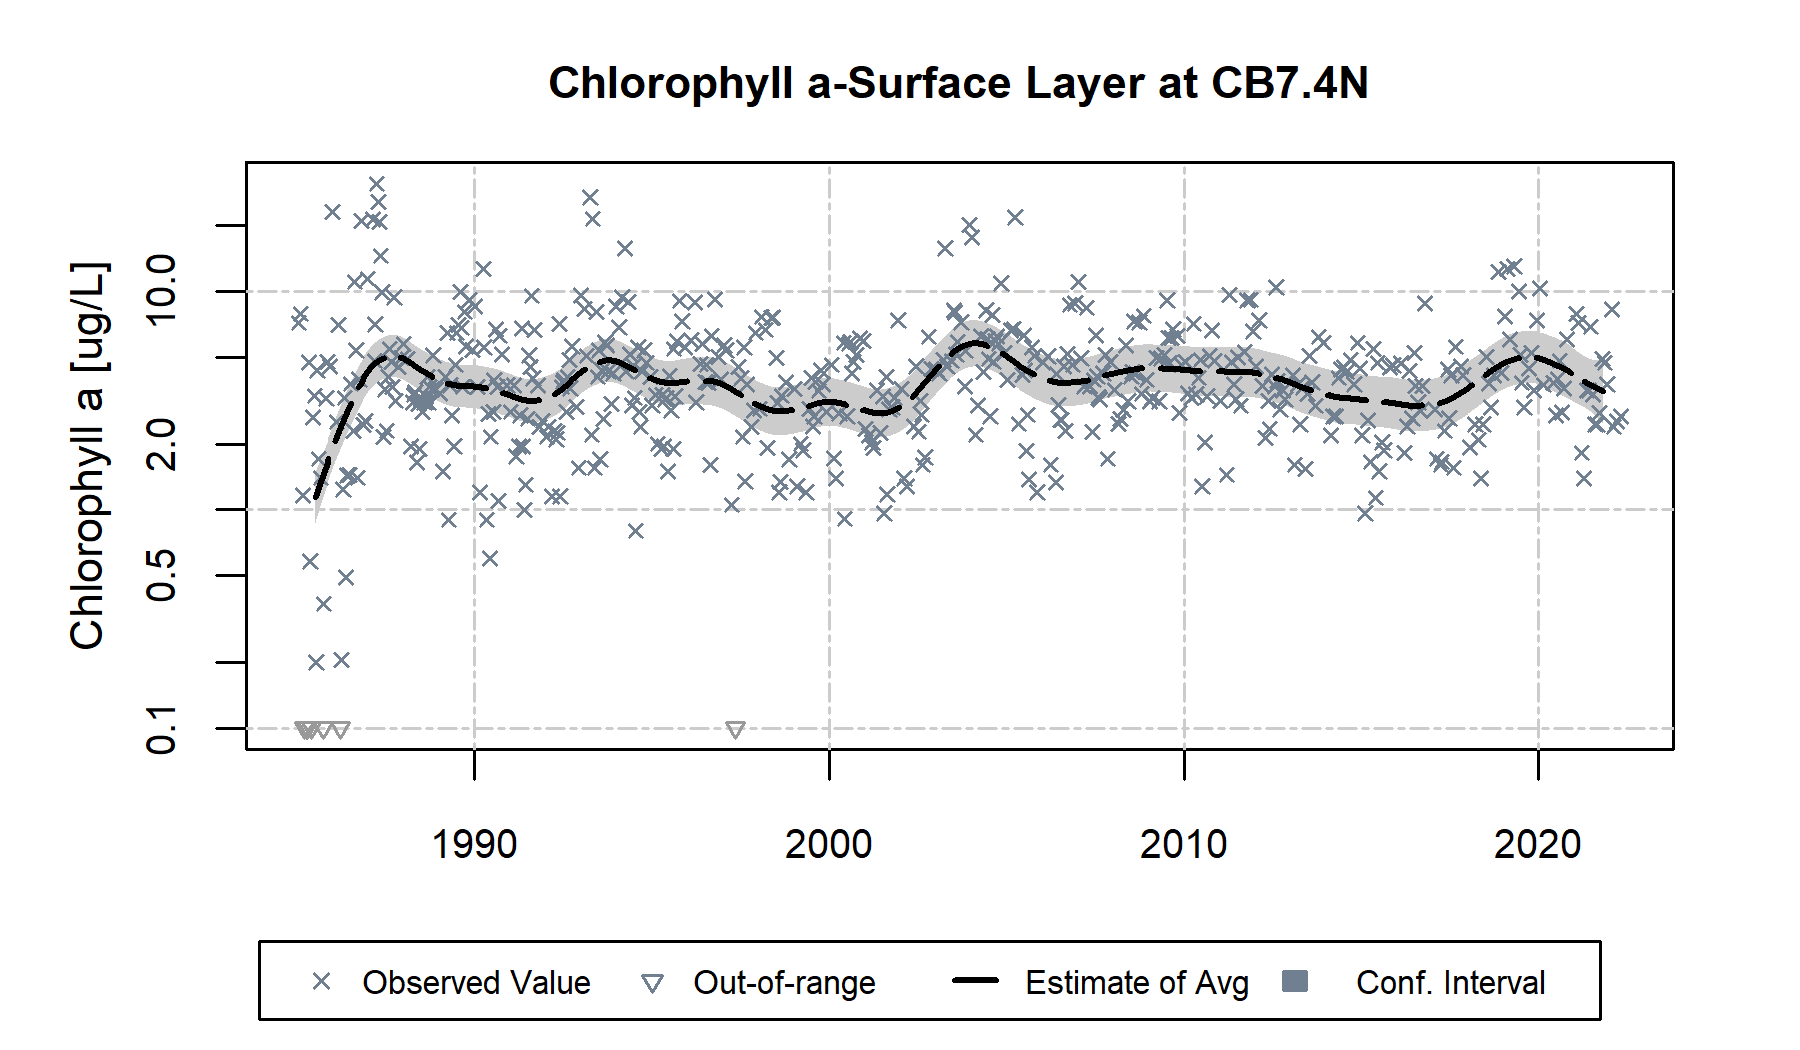 Chlorophyll a-Surface Layer at CB7.4N
Chlorophyll a [ug/L]
10.0
2.0
0.5
0.1
1990 2000 2010 2020
Observed Value Out-of-range Estimate of Avg Conf. Interval